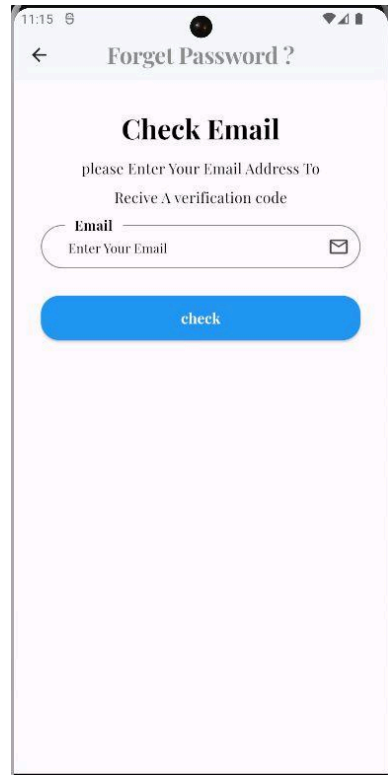 11:15
Forget Password ?
Check Email
please Enter Your Email Address To
Recive A verification code
Email
Enter Your Email
check